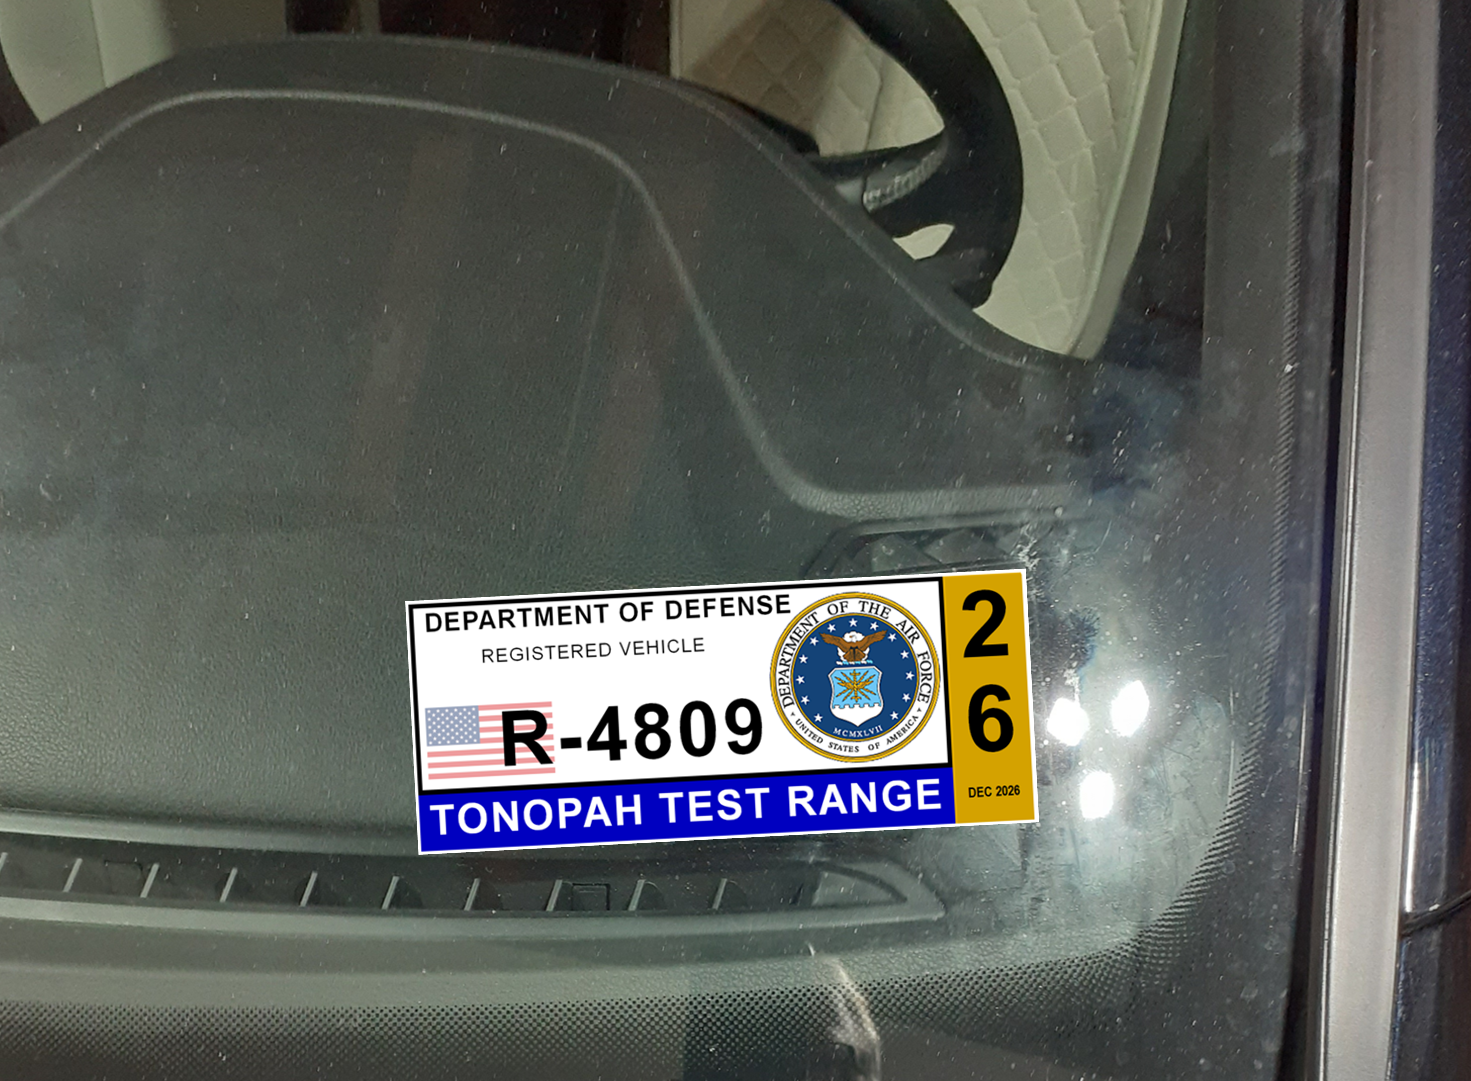 DEPARTMENT OF DEFENSE
REGISTERED VEHICLE
R-4809
TONOPAH TEST RANGE
DEPARTMENT OF THE AIR FORCE
UNITED STATES OF AMERICA
MCMXLVII
2
6
DEC 2026